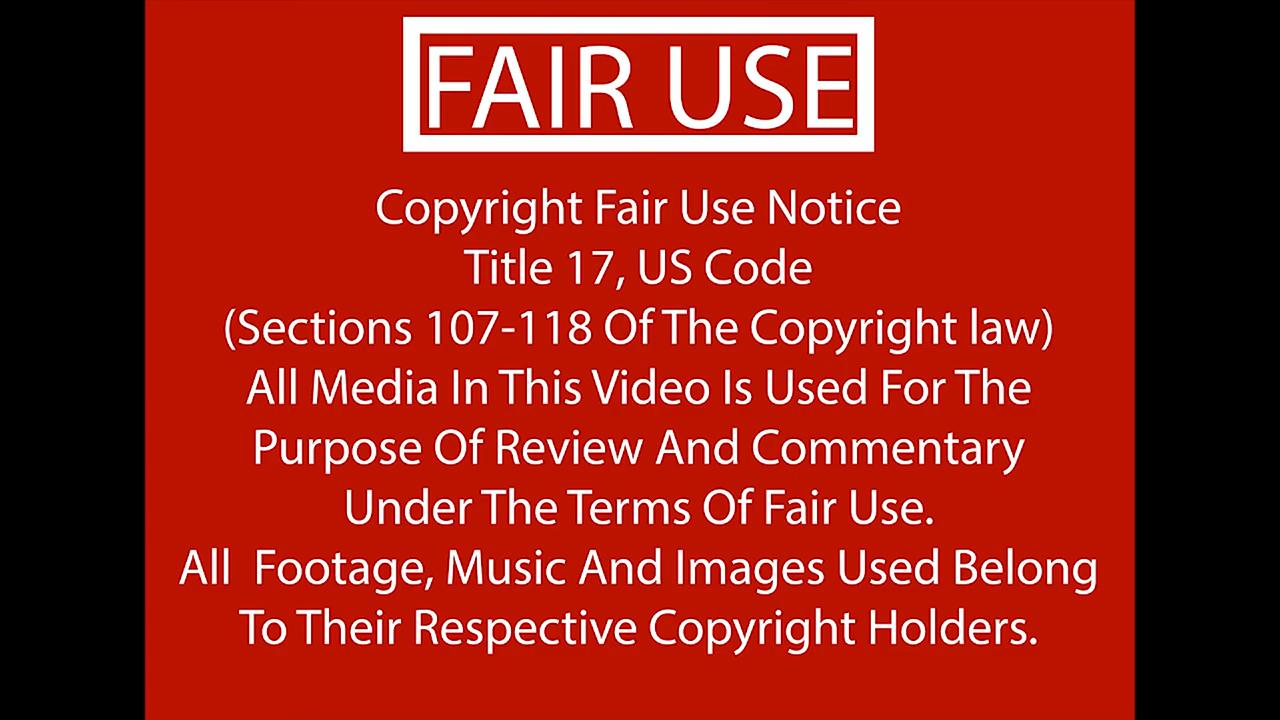 FAIR USE
Copyright Fair Use Notice
Title 17, US Code
(Sections 107-118 Of The Copyright law)
All Media In This Video Is Used For The
Purpose Of Review And Commentary
Under The Terms Of Fair Use.
All  Footage, Music And Images Used Belong
To Their Respective Copyright Holders.